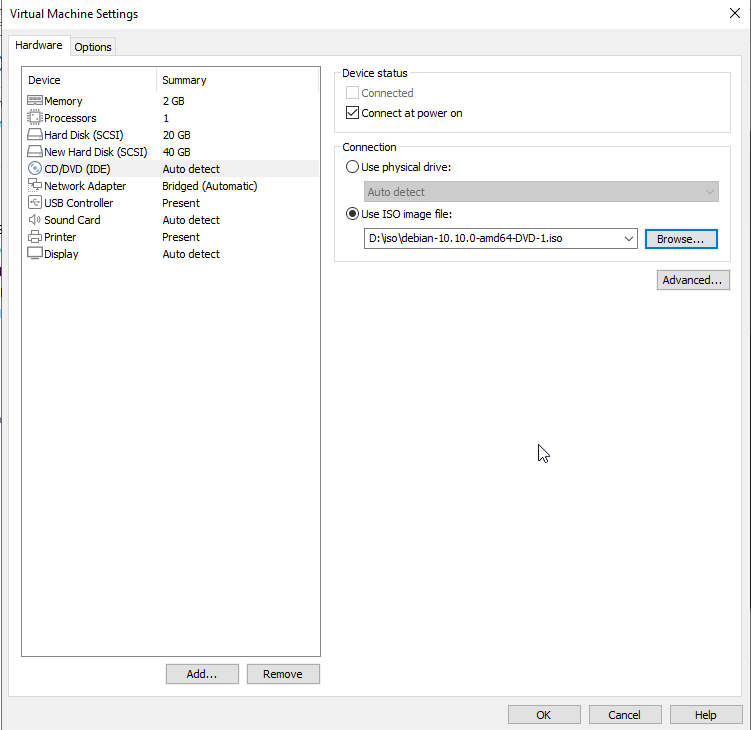 Virtual Machine Settings
Hardware Options
Device Summary
Memory 2 GB
Processors 1
Hard Disk (SCSI) 20 GB
New Hard Disk (SCSI) 40 GB
CD/DVD (IDE) Auto detect
Network Adapter Bridged (Automatic)
USB Controller Present
Sound Card Auto detect
Printer Present
Display Auto detect
Add... Remove
Device status
Connected
Connect at power on
Connection
Use physical drive:
Auto detect
Use ISO image file:
D:\iso\debian-10.10.0-amd64-DVD-1.iso Browse...
Advanced...
OK Cancel Help